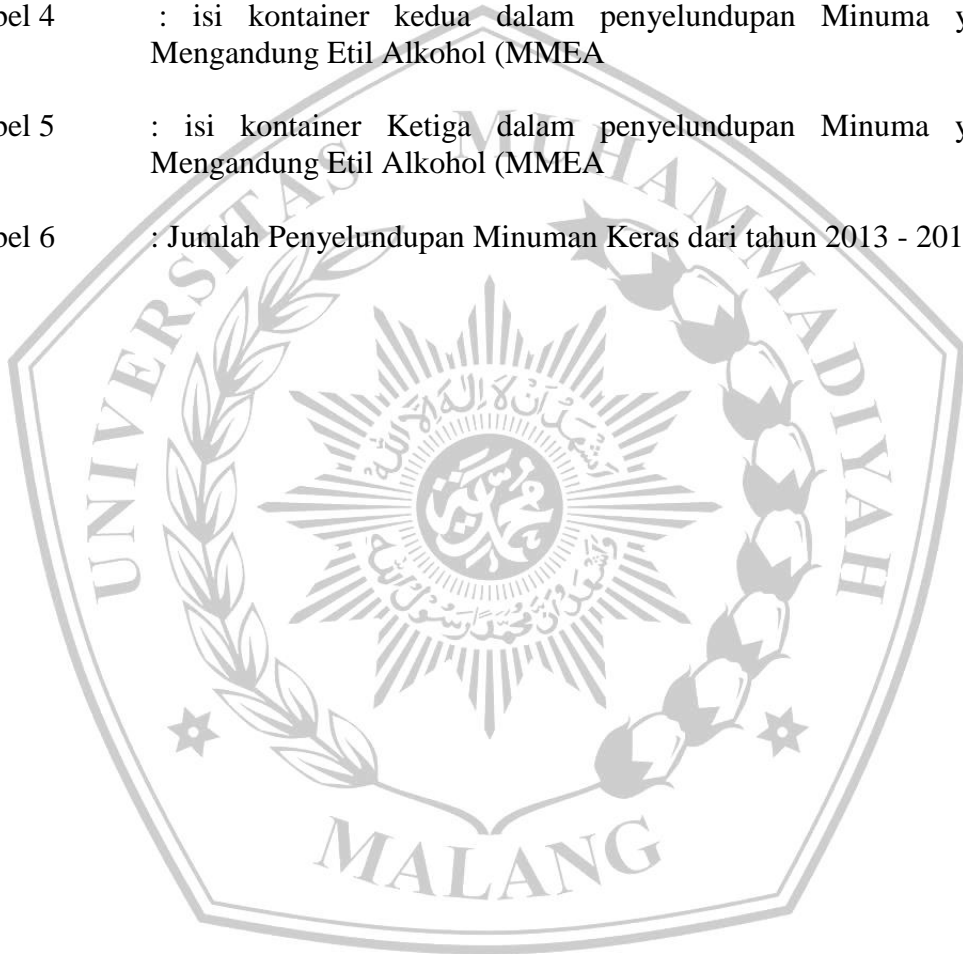 bel 4 : isi kontainer kedua dalam penyelundupan Minuma y
Mengandung Etil Alkohol (MMEA
bel 5 : isi kontainer Ketiga dalam penyelundupan Minuma y
Mengandung Etil Alkohol (MMEA
bel 6 : Jumlah Penyelundupan Minuman Keras dari tahun 2013 - 201
UNIVERSITAS MUHAMMADIYAH
MALANG